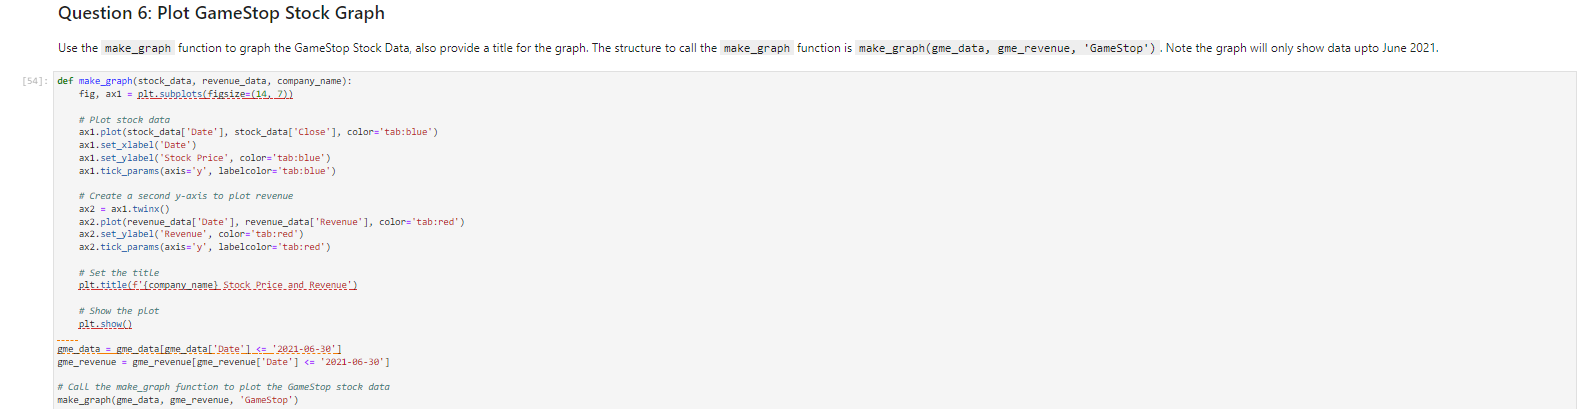 Question 6: Plot GameStop Stock Graph
Use the make_graph function to graph the GameStop Stock Data, also provide a title for the graph. The structure to call the make_graph function is make_graph(gme_data, gme_revenue, 'GameStop') . Note the graph will only show data upto June 2021.
[54]: def make_graph(stock_data, revenue_data, company_name):
    fig, ax1 = plt.subplots(figsize=(14, 7))
    # Plot stock data
    ax1.plot(stock_data['Date'], stock_data['Close'], color='tab:blue')
    ax1.set_xlabel('Date')
    ax1.set_ylabel('Stock Price', color='tab:blue')
    ax1.tick_params(axis='y', labelcolor='tab:blue')
    # Create a second y-axis to plot revenue
    ax2 = ax1.twinx()
    ax2.plot(revenue_data['Date'], revenue_data['Revenue'], color='tab:red')
    ax2.set_ylabel('Revenue', color='tab:red')
    ax2.tick_params(axis='y', labelcolor='tab:red')
    # Set the title
    plt.title(f'{company_name} Stock Price and Revenue')
    # Show the plot
    plt.show()
gme_data = gme_data[gme_data['Date'] <= '2021-06-30']
gme_revenue = gme_revenue[gme_revenue['Date'] <= '2021-06-30']
# Call the make_graph function to plot the GameStop stock data
make_graph(gme_data, gme_revenue, 'GameStop')